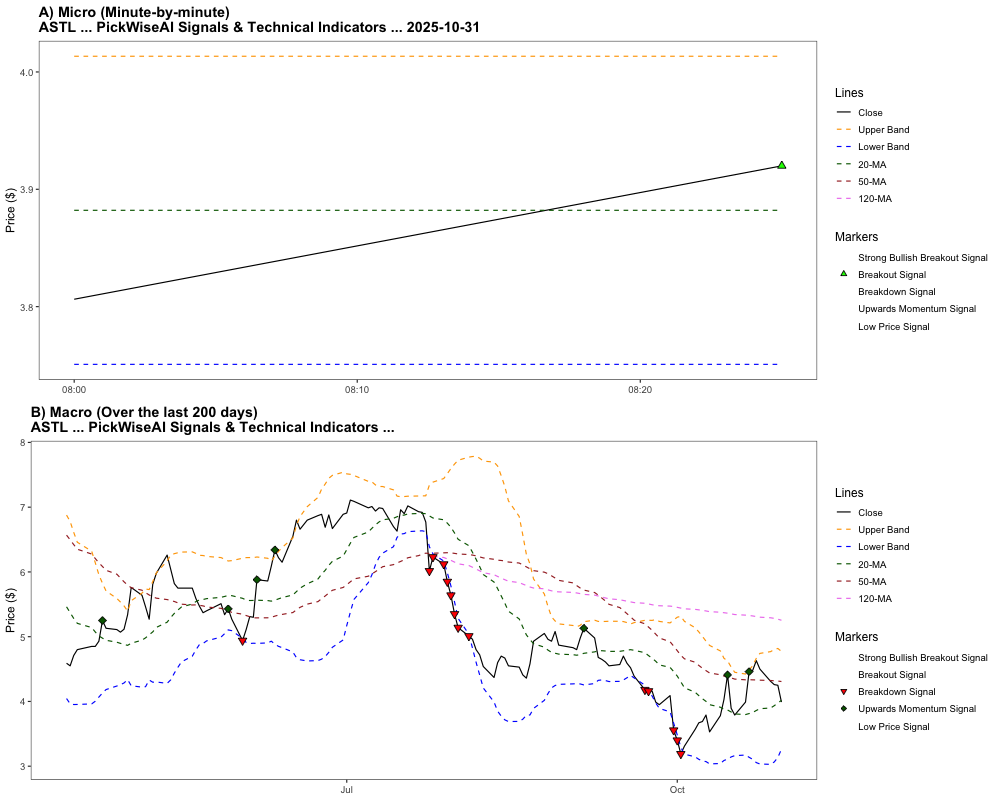 A) Micro (Minute-by-minute)
ASTL ... PickWiseAI Signals & Technical Indicators ... 2025-10-31
Price ($)
4.0
3.9
3.8
08:00
08:10
08:20
Lines
Close
Upper Band
Lower Band
20-MA
50-MA
120-MA
Markers
Strong Bullish Breakout Signal
Breakout Signal
Breakdown Signal
Upwards Momentum Signal
Low Price Signal
B) Macro (Over the last 200 days)
ASTL ... PickWiseAI Signals & Technical Indicators ...
Price ($)
8
7
6
5
4
3
Jul
Oct
Lines
Close
Upper Band
Lower Band
20-MA
50-MA
120-MA
Markers
Strong Bullish Breakout Signal
Breakout Signal
Breakdown Signal
Upwards Momentum Signal
Low Price Signal